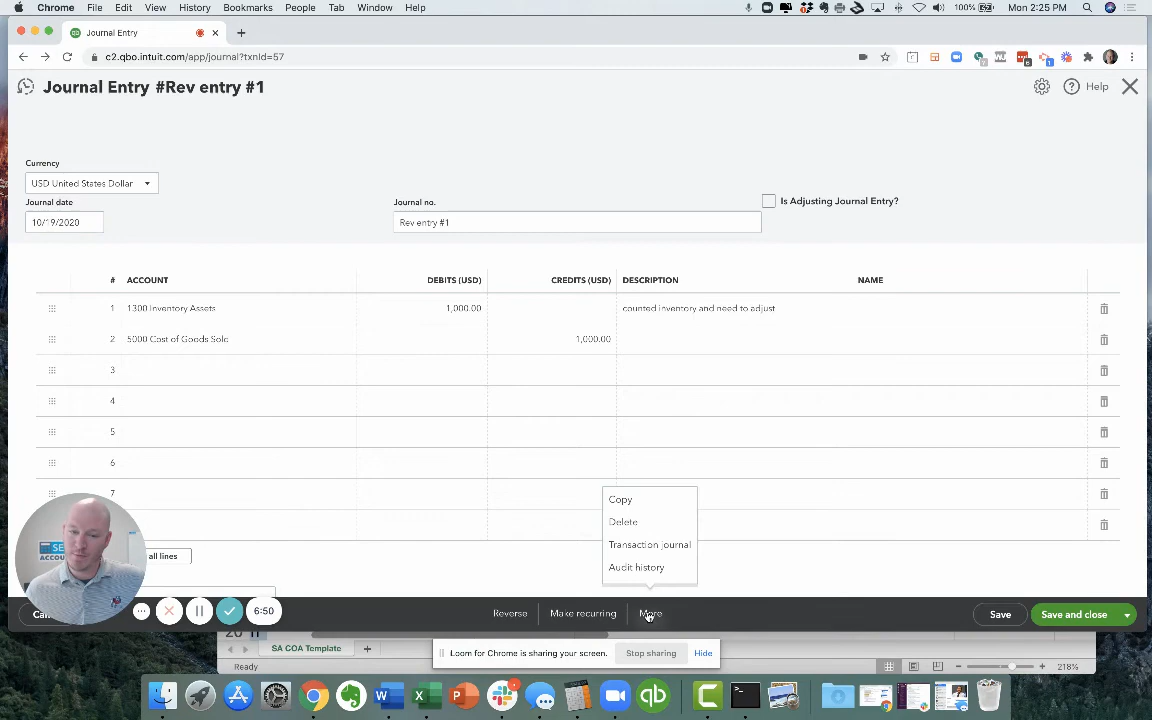 Chrome File Edit View History Bookmarks People Tab Window Help 100% Mon 2:25 PM
Journal Entry
c2.qbo.intuit.com/app/journal?txnId=57
Journal Entry #Rev entry #1 Help
Currency
USD United States Dollar
Journal date Journal no. Is Adjusting Journal Entry?
10/19/2020 Rev entry #1
# ACCOUNT DEBITS (USD) CREDITS (USD) DESCRIPTION NAME
1 1300 Inventory Assets 1,000.00 counted inventory and need to adjust
2 5000 Cost of Goods Sold 1,000.00
3
4
5
6
7
Copy
Delete
Transaction journal
Audit history
all lines
6:50
Reverse Make recurring More Save Save and close
SA COA Template
Loom for Chrome is sharing your screen. Stop sharing Hide
Ready 218%